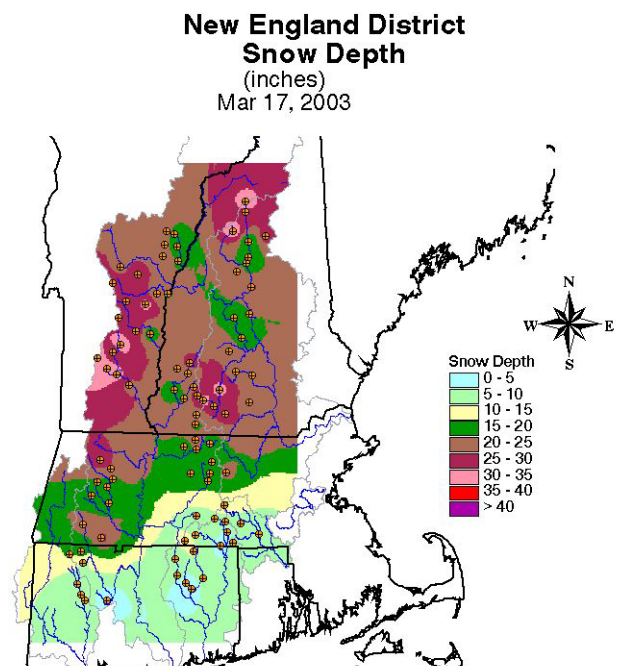 New England District
Snow Depth
(inches)
Mar 17, 2003
N
W E
S
Snow Depth
0 - 5
5 - 10
10 - 15
15 - 20
20 - 25
25 - 30
30 - 35
35 - 40
> 40